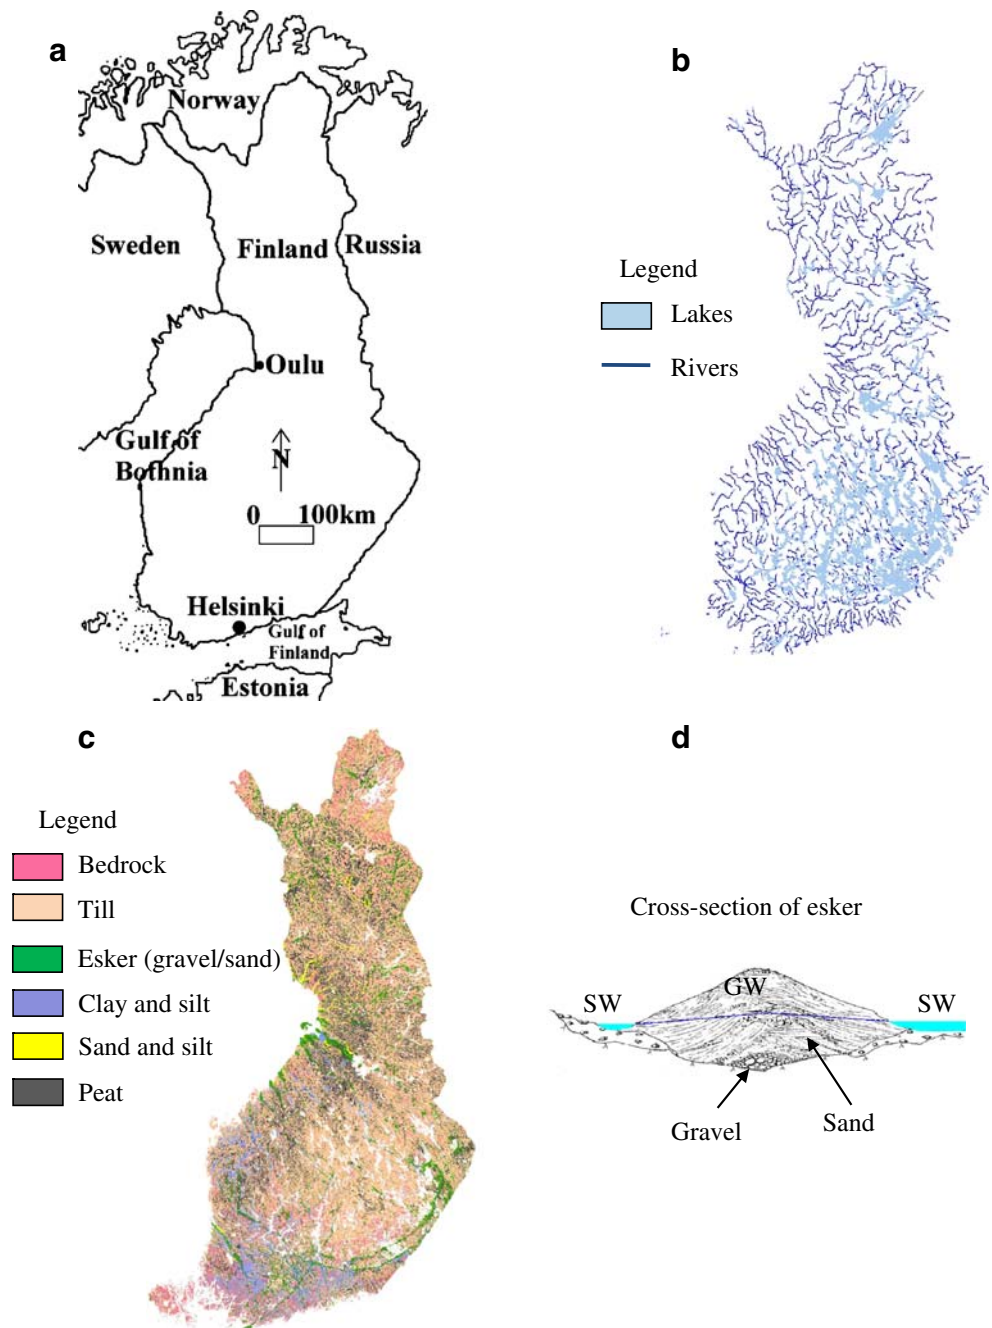 a
Norway
Sweden
Finland
Russia
Oulu
Gulf of
Bothnia
N
0 100km
Helsinki
Gulf of
Finland
Estonia
b
Legend
Lakes
Rivers
c
Legend
Bedrock
Till
Esker (gravel/sand)
Clay and silt
Sand and silt
Peat
d
Cross-section of esker
SW
GW
SW
Gravel
Sand